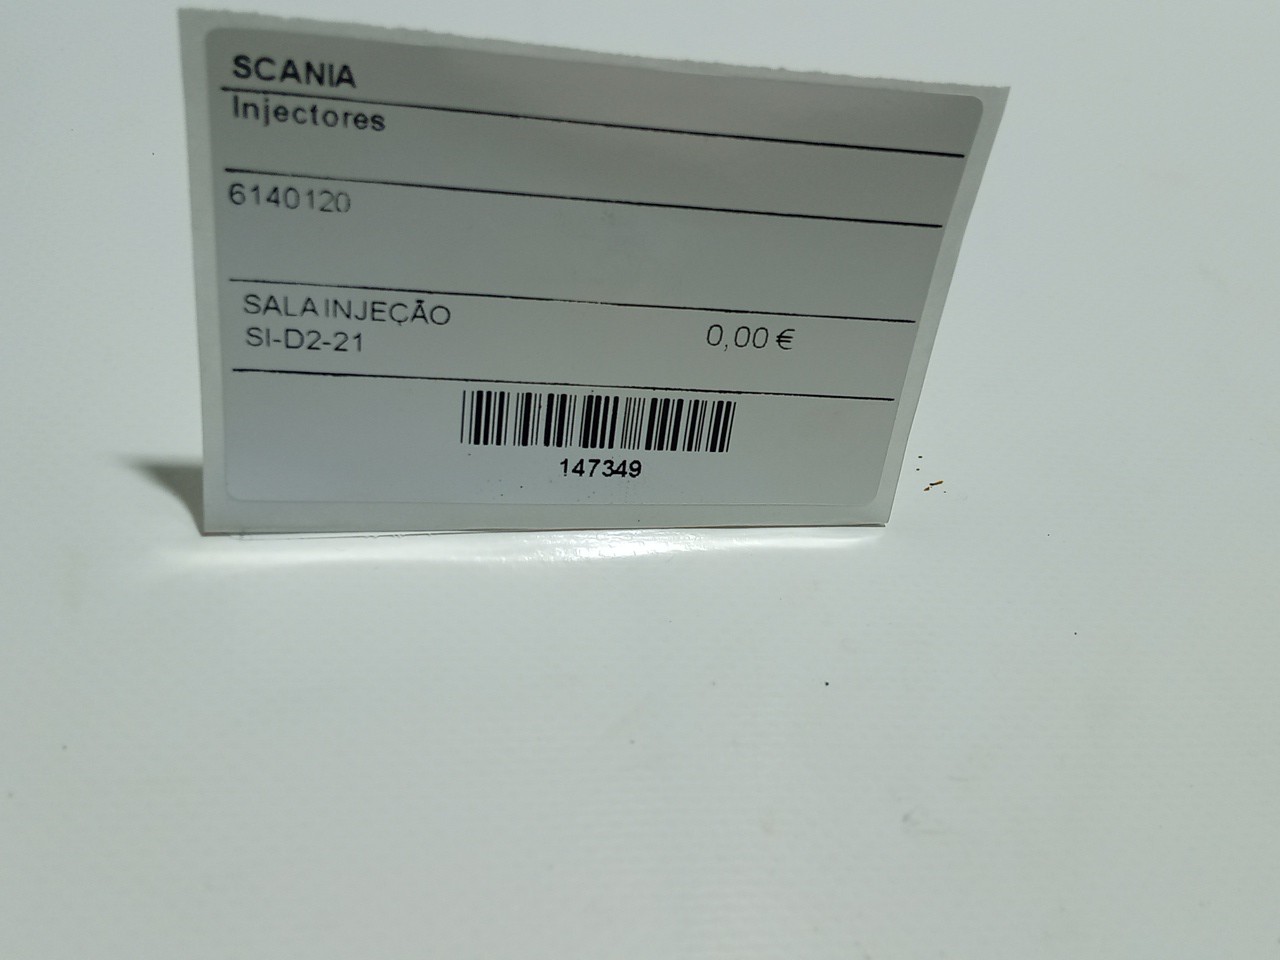 SCANIA
Injectores
6140120
SALA INJEÇÃO
SI-D2-21
0,00 €
147349